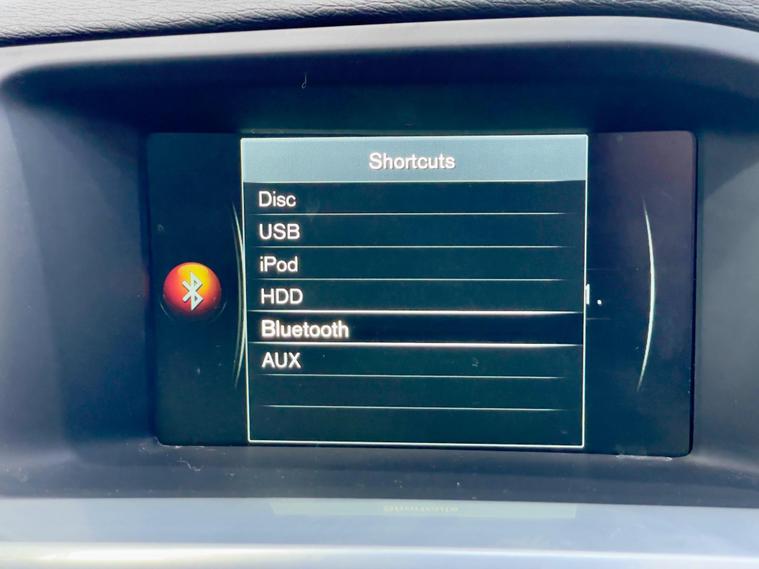 Shortcuts
Disc
USB
iPod
HDD
Bluetooth
AUX